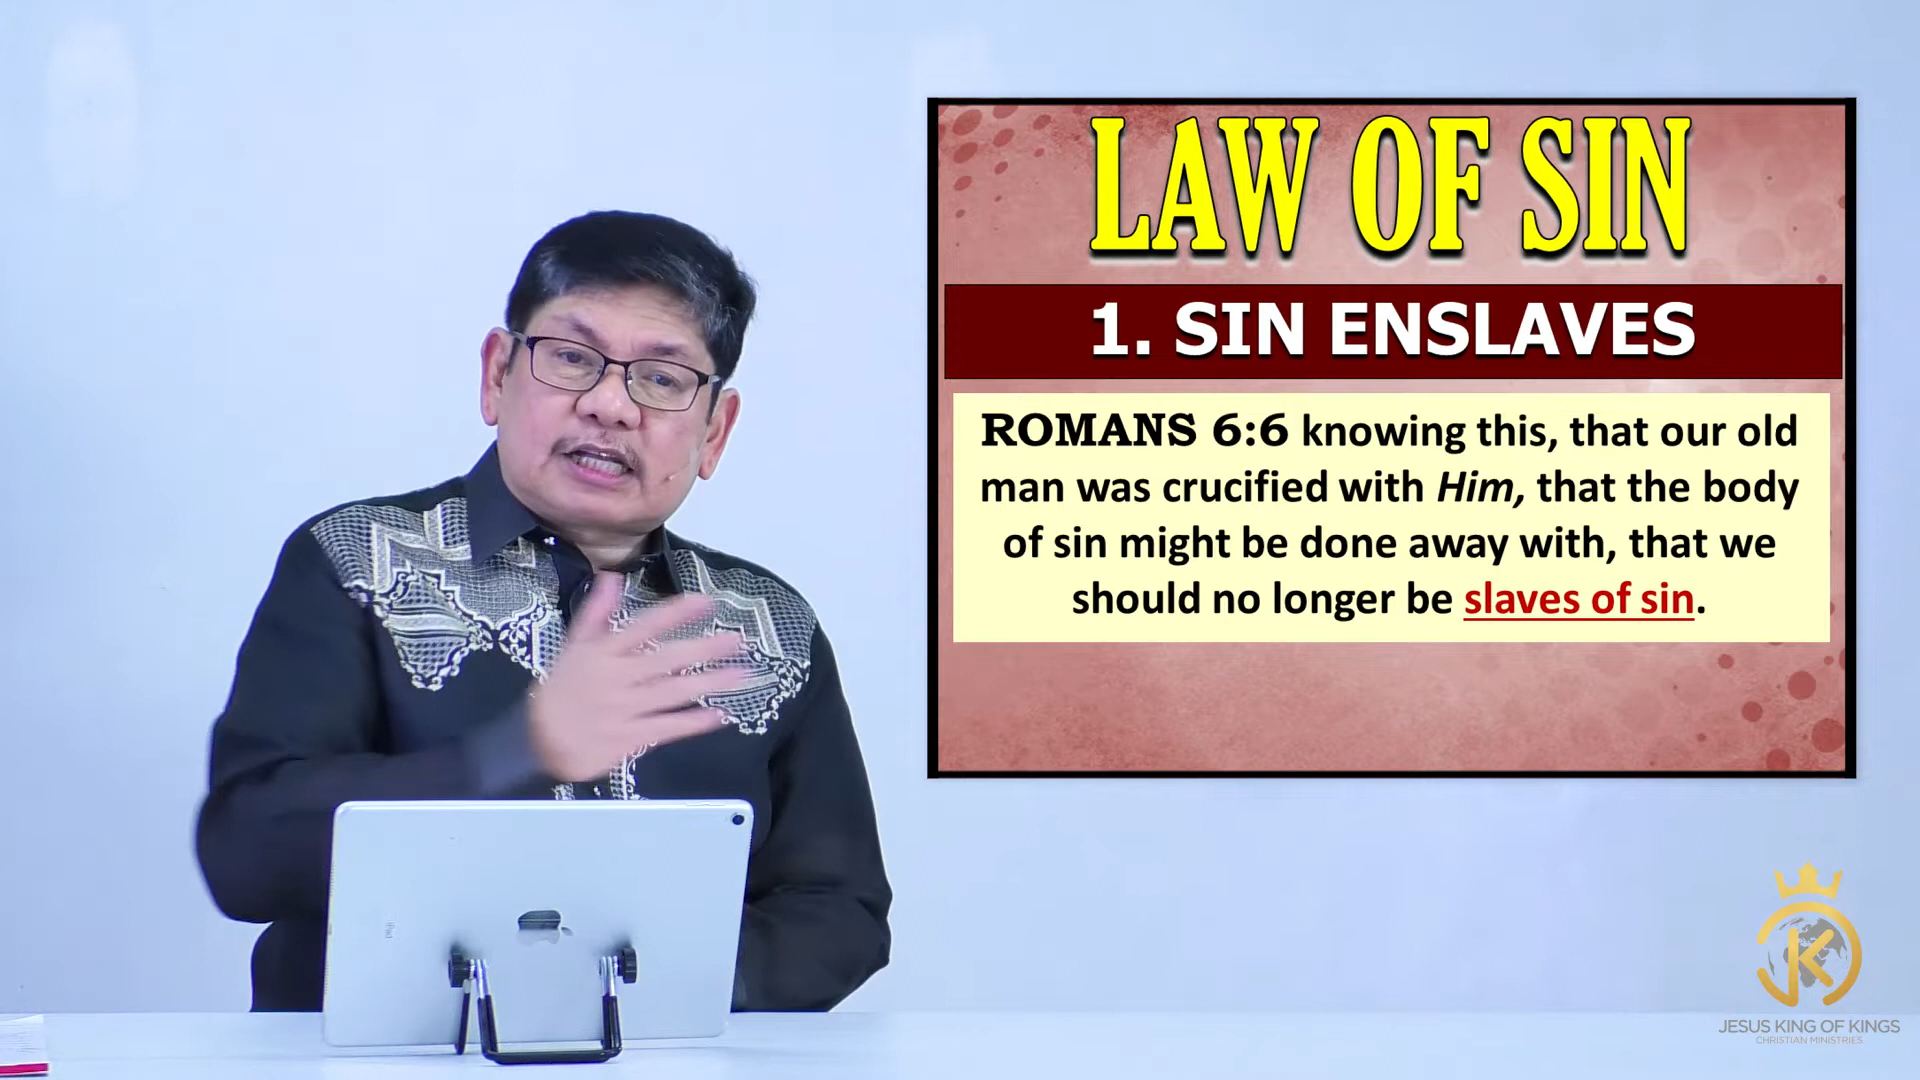 LAW OF SIN
1. SIN ENSLAVES
ROMANS 6:6 knowing this, that our old
man was crucified with Him, that the body
of sin might be done away with, that we
should no longer be slaves of sin.
iPad
JESUS KING OF KINGS
CHRISTIAN MINISTRIES